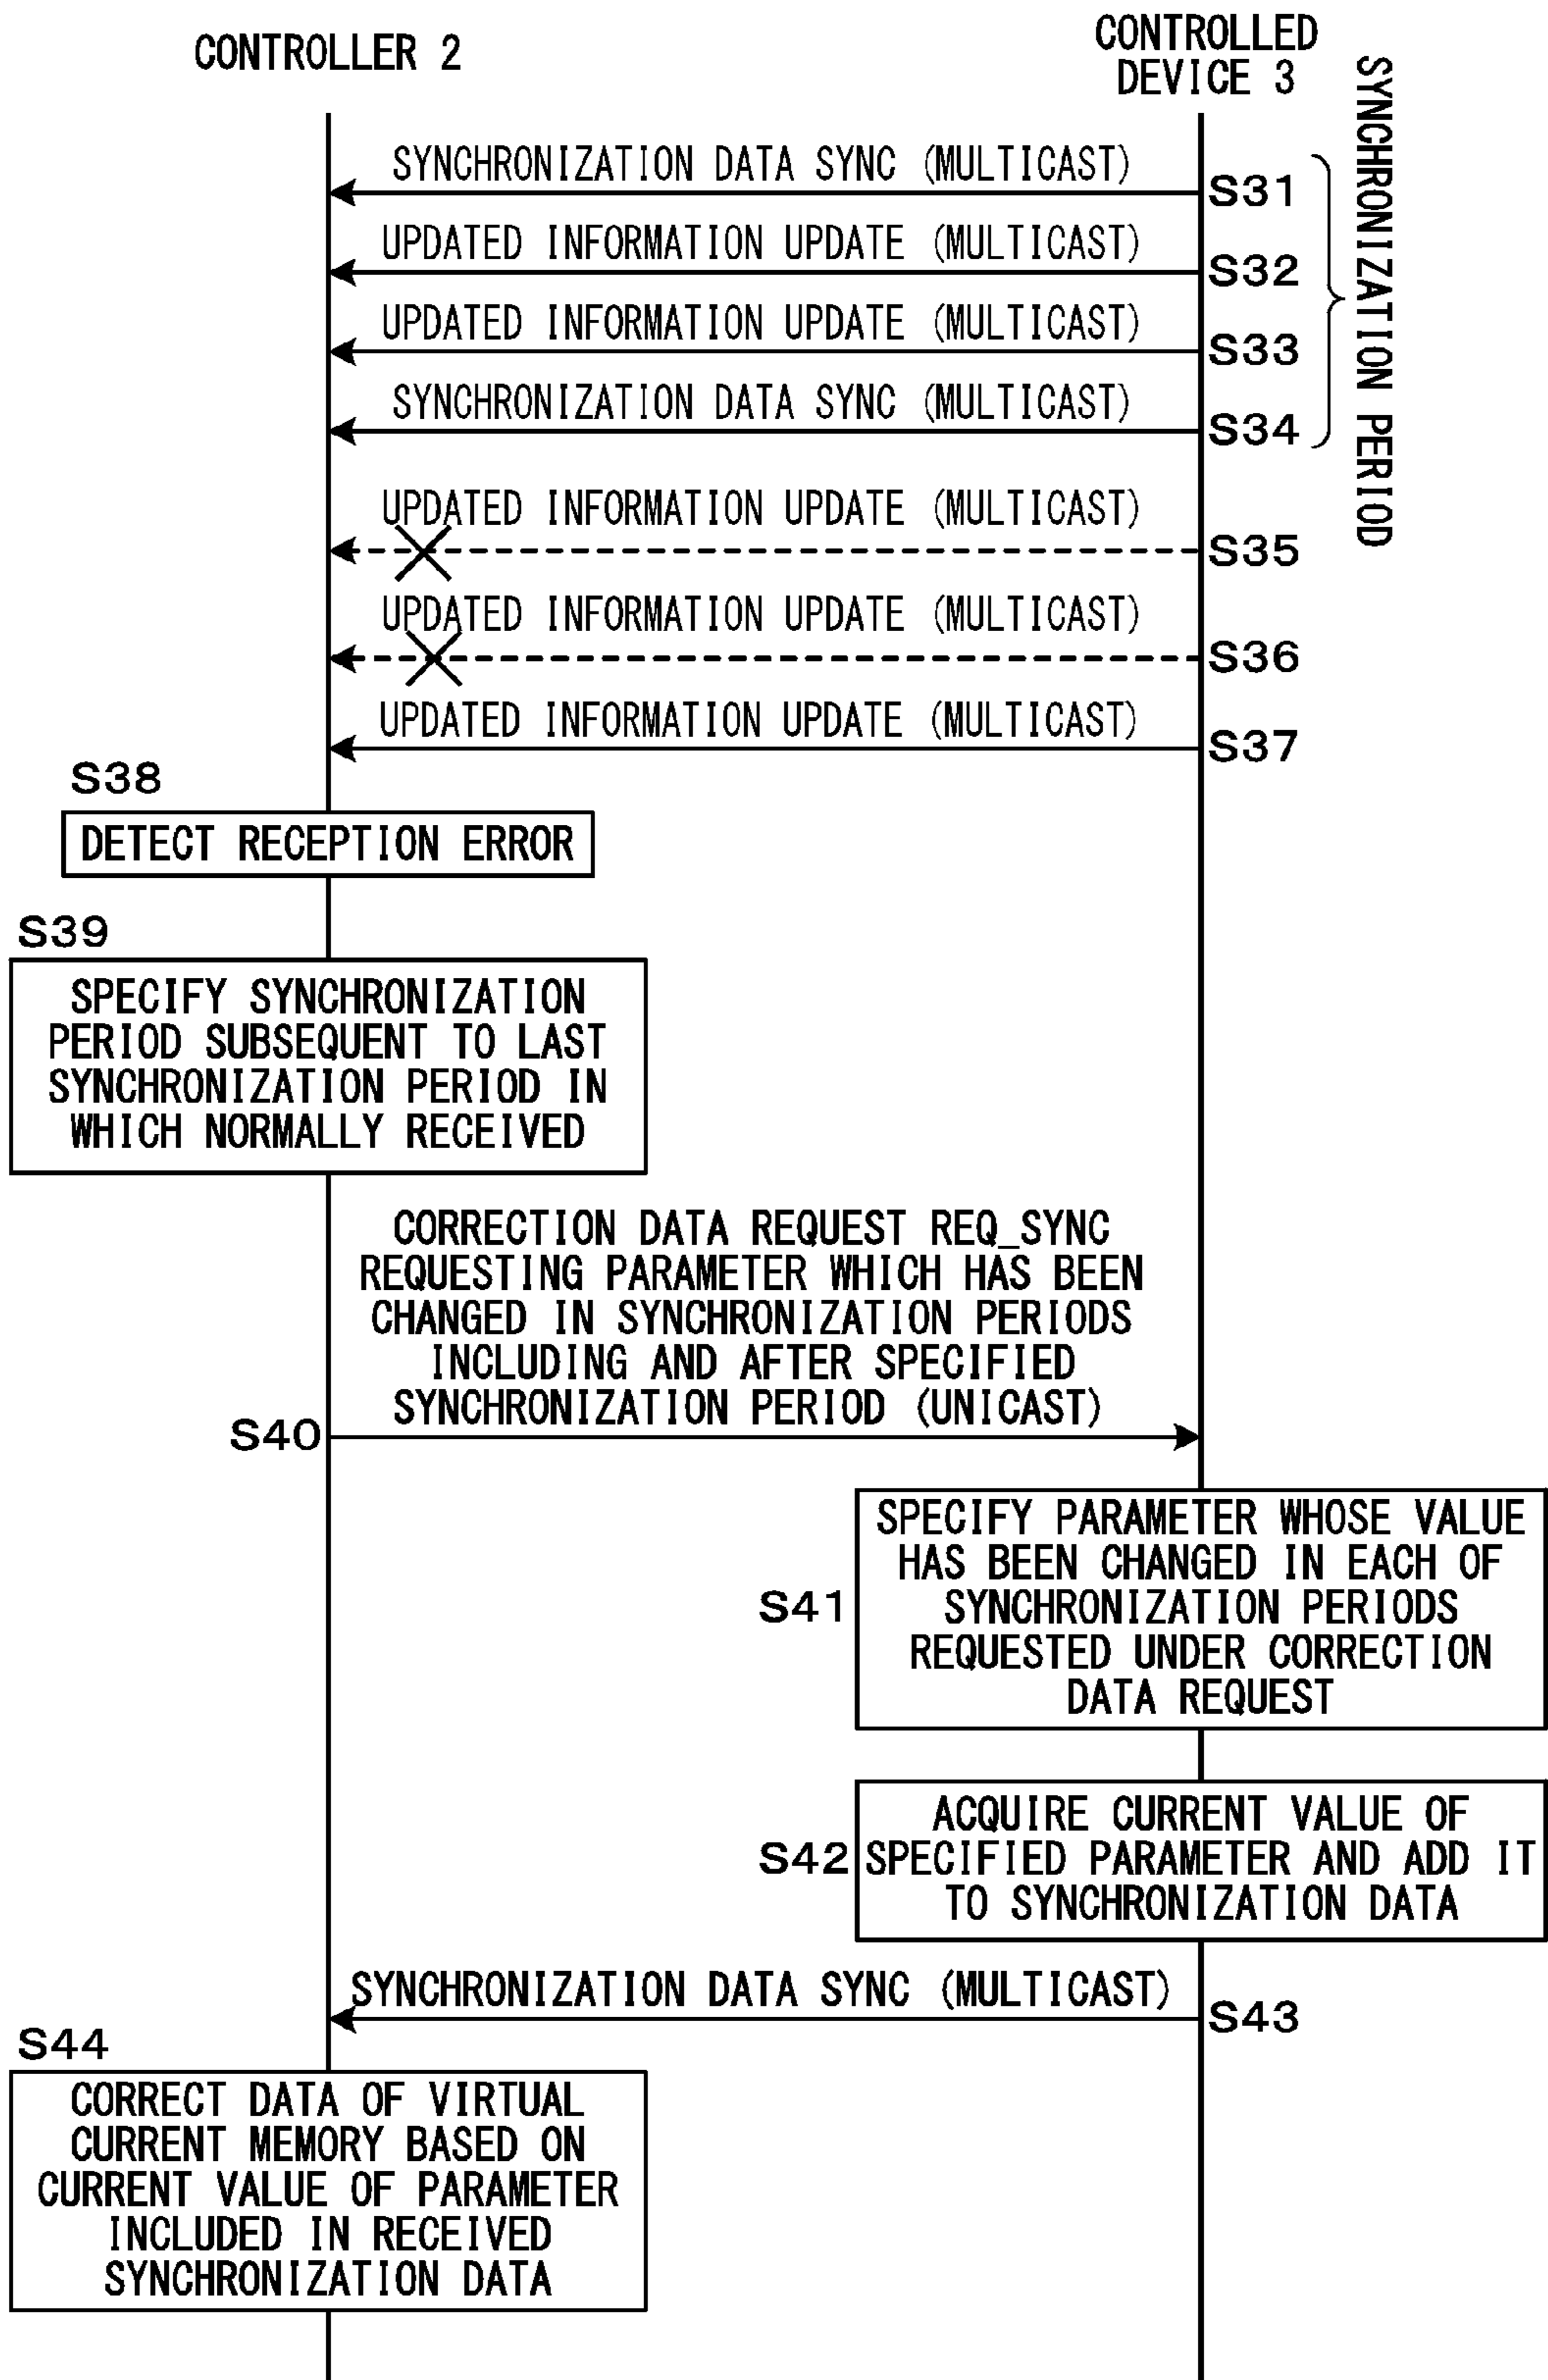 CONTROLLER 2
CONTROLLED
DEVICE 3
SYNCHRONIZATION PERIOD
SYNCHRONIZATION DATA SYNC (MULTICAST)
S31
UPDATED INFORMATION UPDATE (MULTICAST)
S32
UPDATED INFORMATION UPDATE (MULTICAST)
S33
SYNCHRONIZATION DATA SYNC (MULTICAST)
S34
UPDATED INFORMATION UPDATE (MULTICAST)
S35
UPDATED INFORMATION UPDATE (MULTICAST)
S36
UPDATED INFORMATION UPDATE (MULTICAST)
S37
S38
DETECT RECEPTION ERROR
S39
SPECIFY SYNCHRONIZATION
PERIOD SUBSEQUENT TO LAST
SYNCHRONIZATION PERIOD IN
WHICH NORMALLY RECEIVED
CORRECTION DATA REQUEST REQ_SYNC
REQUESTING PARAMETER WHICH HAS BEEN
CHANGED IN SYNCHRONIZATION PERIODS
INCLUDING AND AFTER SPECIFIED
SYNCHRONIZATION PERIOD (UNICAST)
S40
SPECIFY PARAMETER WHOSE VALUE
HAS BEEN CHANGED IN EACH OF
S41
SYNCHRONIZATION PERIODS
REQUESTED UNDER CORRECTION
DATA REQUEST
ACQUIRE CURRENT VALUE OF
S42
SPECIFIED PARAMETER AND ADD IT
TO SYNCHRONIZATION DATA
SYNCHRONIZATION DATA SYNC (MULTICAST)
S43
S44
CORRECT DATA OF VIRTUAL
CURRENT MEMORY BASED ON
CURRENT VALUE OF PARAMETER
INCLUDED IN RECEIVED
SYNCHRONIZATION DATA